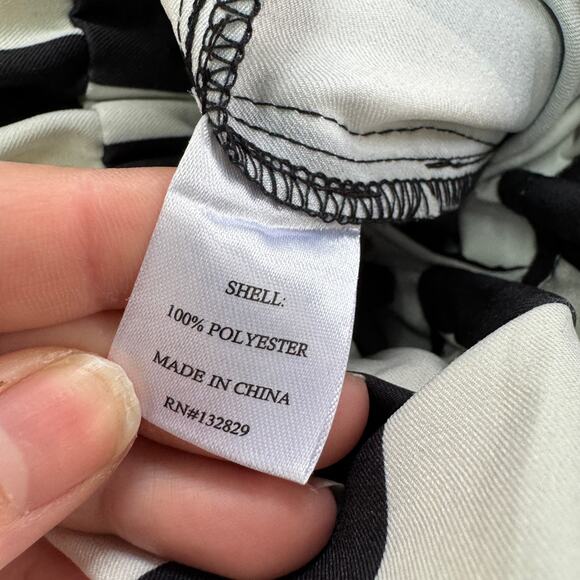 SHELL:
100% POLYESTER
MADE IN CHINA
RN#132829